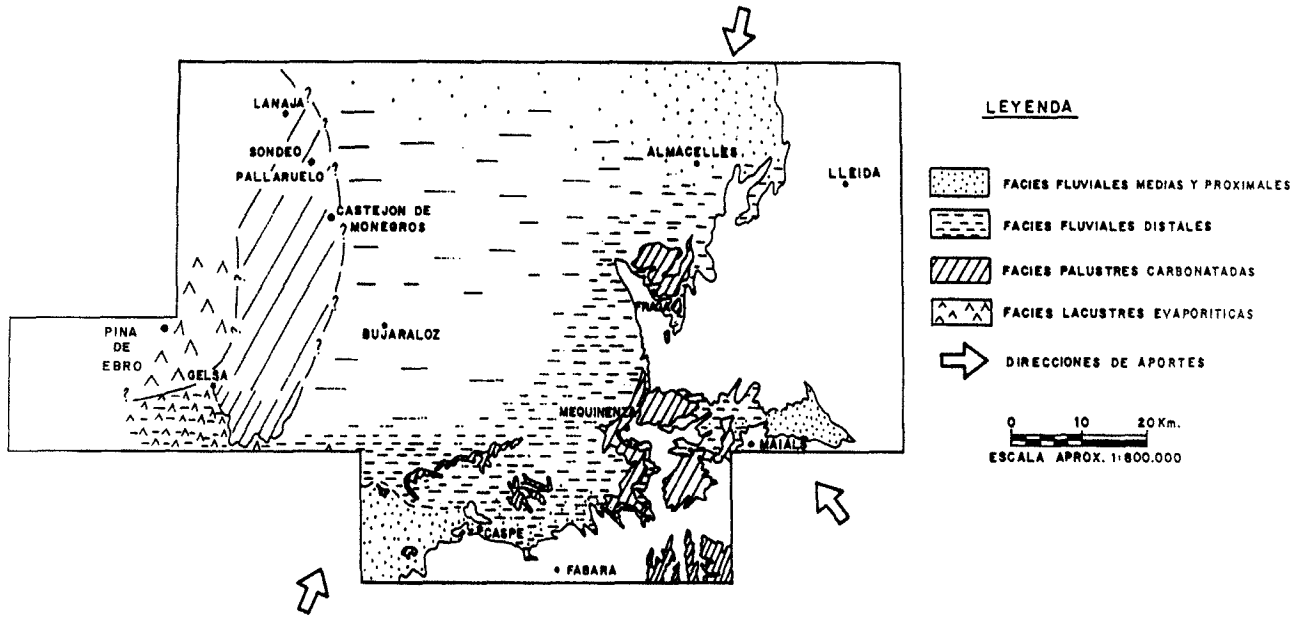 LANAJA
SONDEO
PALLARUELO
CASTEJON DE
MONEGROS
ALMACELLES
LLEIDA
FRAGA
PINA
DE
EBRO
BUJARALOZ
GELSA
MEQUINENZA
MAIALS
CASPE
FABARA
?
?
?
?
?
?
?
?
LEYENDA
FACIES FLUVIALES MEDIAS Y PROXIMALES
FACIES FLUVIALES DISTALES
FACIES PALUSTRES CARBONATADAS
FACIES LACUSTRES EVAPORITICAS
DIRECCIONES DE APORTES
0 10 20 Km.
ESCALA APROX. 1:800.000